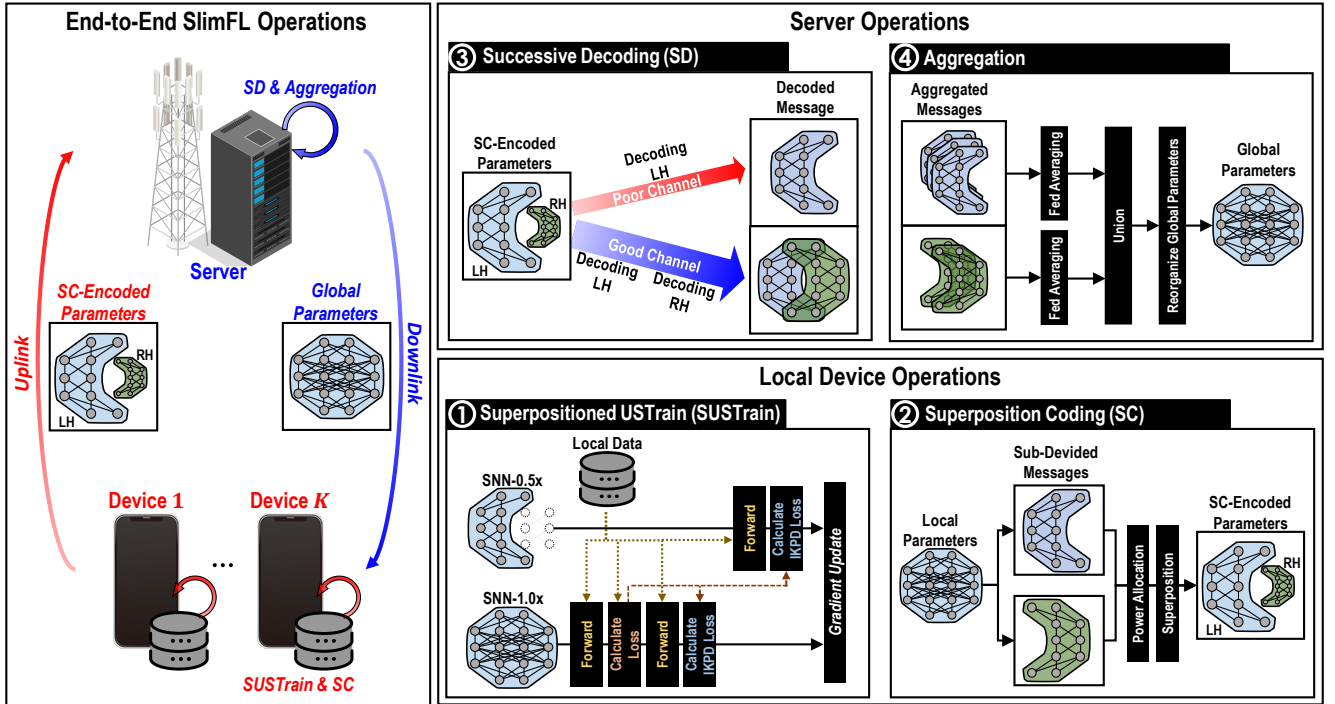 End-to-End SlimFL Operations
SD & Aggregation
Server
SC-Encoded
Parameters
RH
LH
Global
Parameters
Uplink
Downlink
Device 1
...
Device K
SUSTrain & SC
Server Operations
③ Successive Decoding (SD)
SC-Encoded
Parameters
RH
LH
Decoding
LH
Poor Channel
Good Channel
Decoding
LH
Decoding
RH
Decoded
Message
④ Aggregation
Aggregated
Messages
Fed Averaging
Fed Averaging
Union
Reorganize Global Parameters
Global
Parameters
Local Device Operations
① Superpositioned USTrain (SUSTrain)
Local Data
SNN-0.5x
Forward
Calculate
IKPD Loss
SNN-1.0x
Forward
Calculate
Loss
Forward
Calculate
IKPD Loss
Gradient Update
② Superposition Coding (SC)
Local
Parameters
Sub-Devided
Messages
Power Allocation
Superposition
SC-Encoded
Parameters
RH
LH